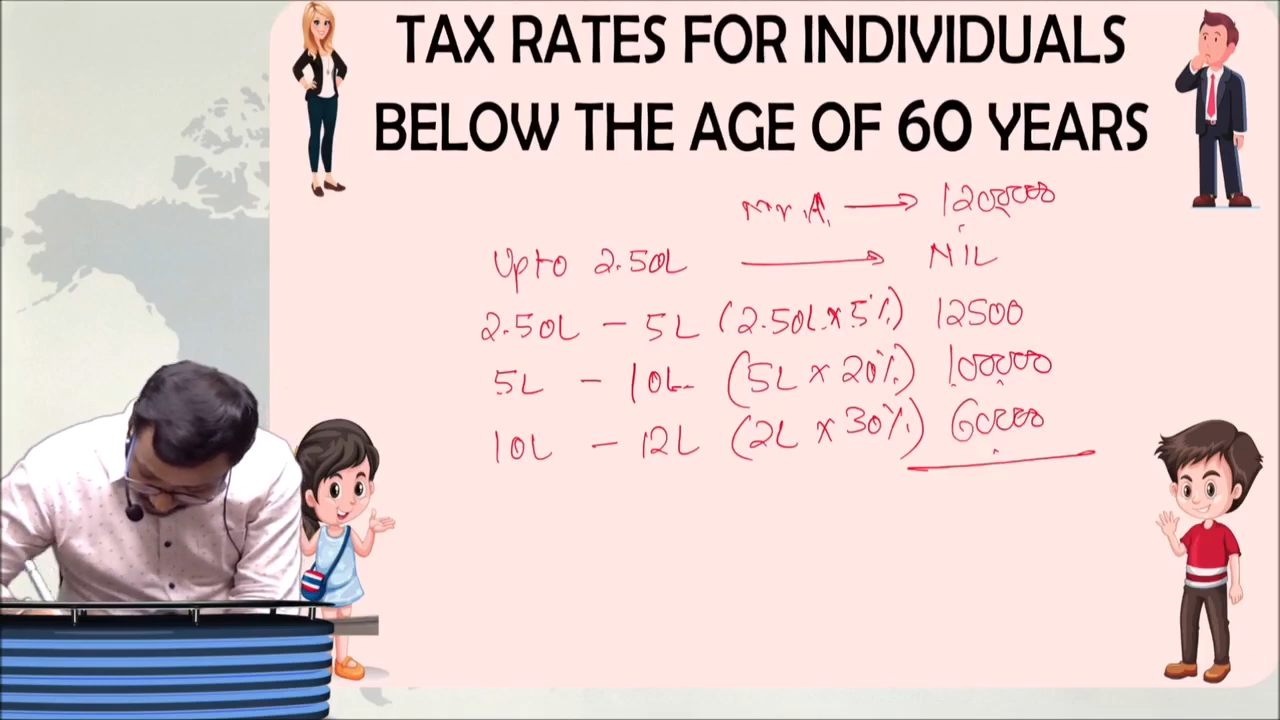 TAX RATES FOR INDIVIDUALS
BELOW THE AGE OF 60 YEARS
Mr.A. → 1200000
Upto 2.50L → NIL
2.50L - 5L (2.50L x 5%) 12500
5L - 10L (5L x 20%) 100000
10L - 12L (2L x 30%) 60000